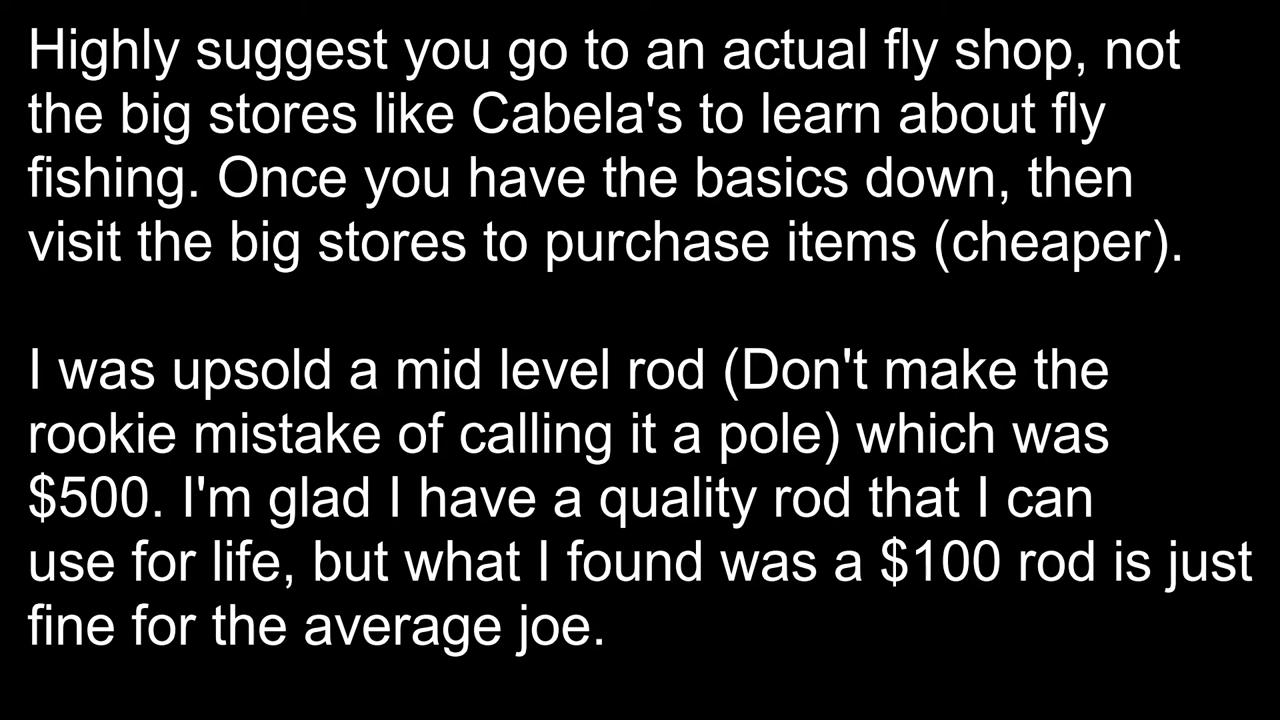 Highly suggest you go to an actual fly shop, not
the big stores like Cabela's to learn about fly
fishing. Once you have the basics down, then
visit the big stores to purchase items (cheaper).
I was upsold a mid level rod (Don't make the
rookie mistake of calling it a pole) which was
$500. I'm glad I have a quality rod that I can
use for life, but what I found was a $100 rod is just
fine for the average joe.